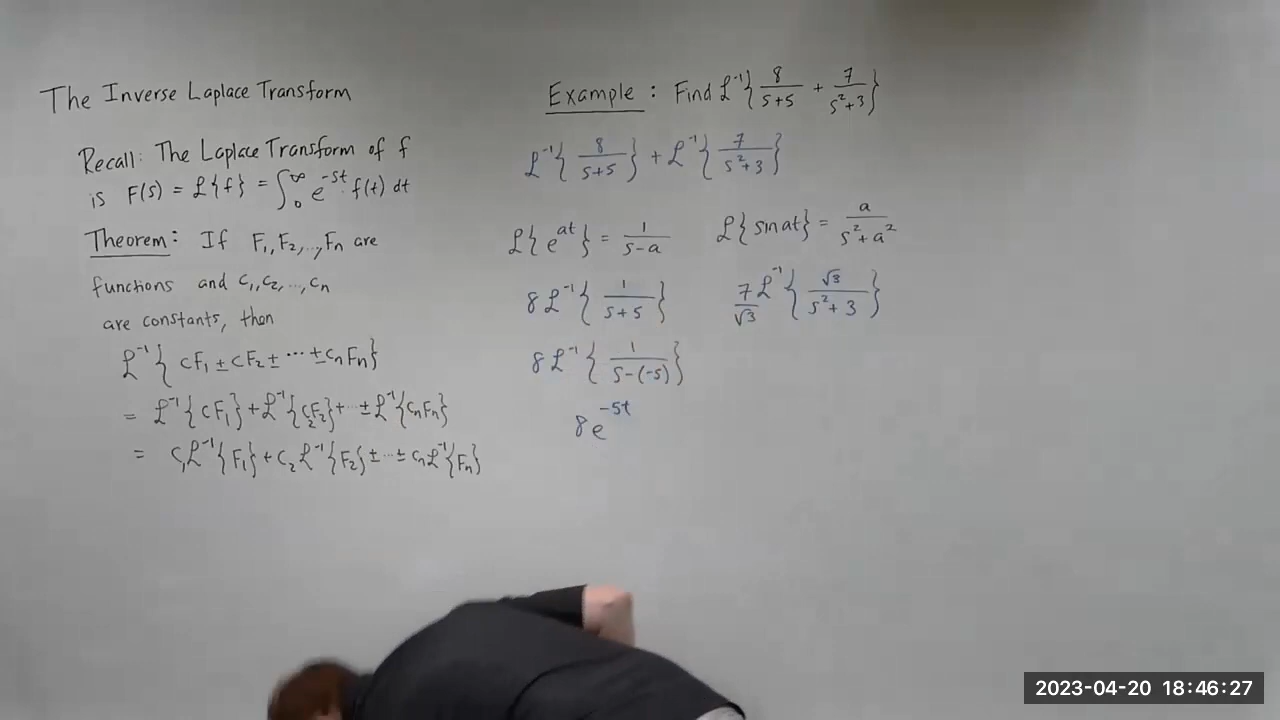 The Inverse Laplace Transform
Recall: The Laplace Transform of f
is F(s) = ℒ{f} = ∫₀^∞ e^{-st} · f(t) dt
Theorem: If F₁, F₂, ..., Fn are
functions and c₁, c₂, ..., cn
are constants, then
ℒ⁻¹{ cF₁ ± cF₂ ± ... ± cnFn}
= ℒ⁻¹{cF₁} + ℒ⁻¹{c₂F₂} + ... ± ℒ⁻¹{cnFn}
= c₁ℒ⁻¹{F₁} + c₂ℒ⁻¹{F₂} ± ... ± cnℒ⁻¹{Fn}
Example: Find ℒ⁻¹{8/(s+5) + 7/(s²+3)}
ℒ⁻¹{8/(s+5)} + ℒ⁻¹{7/(s²+3)}
ℒ{e^{at}} = 1/(s-a)
8ℒ⁻¹{1/(s+5)}
8ℒ⁻¹{1/(s-(-5))}
8e^{-5t}
ℒ{sin at} = a/(s²+a²)
7/√3 ℒ⁻¹{√3/(s²+3)}
2023-04-20 18:46:27